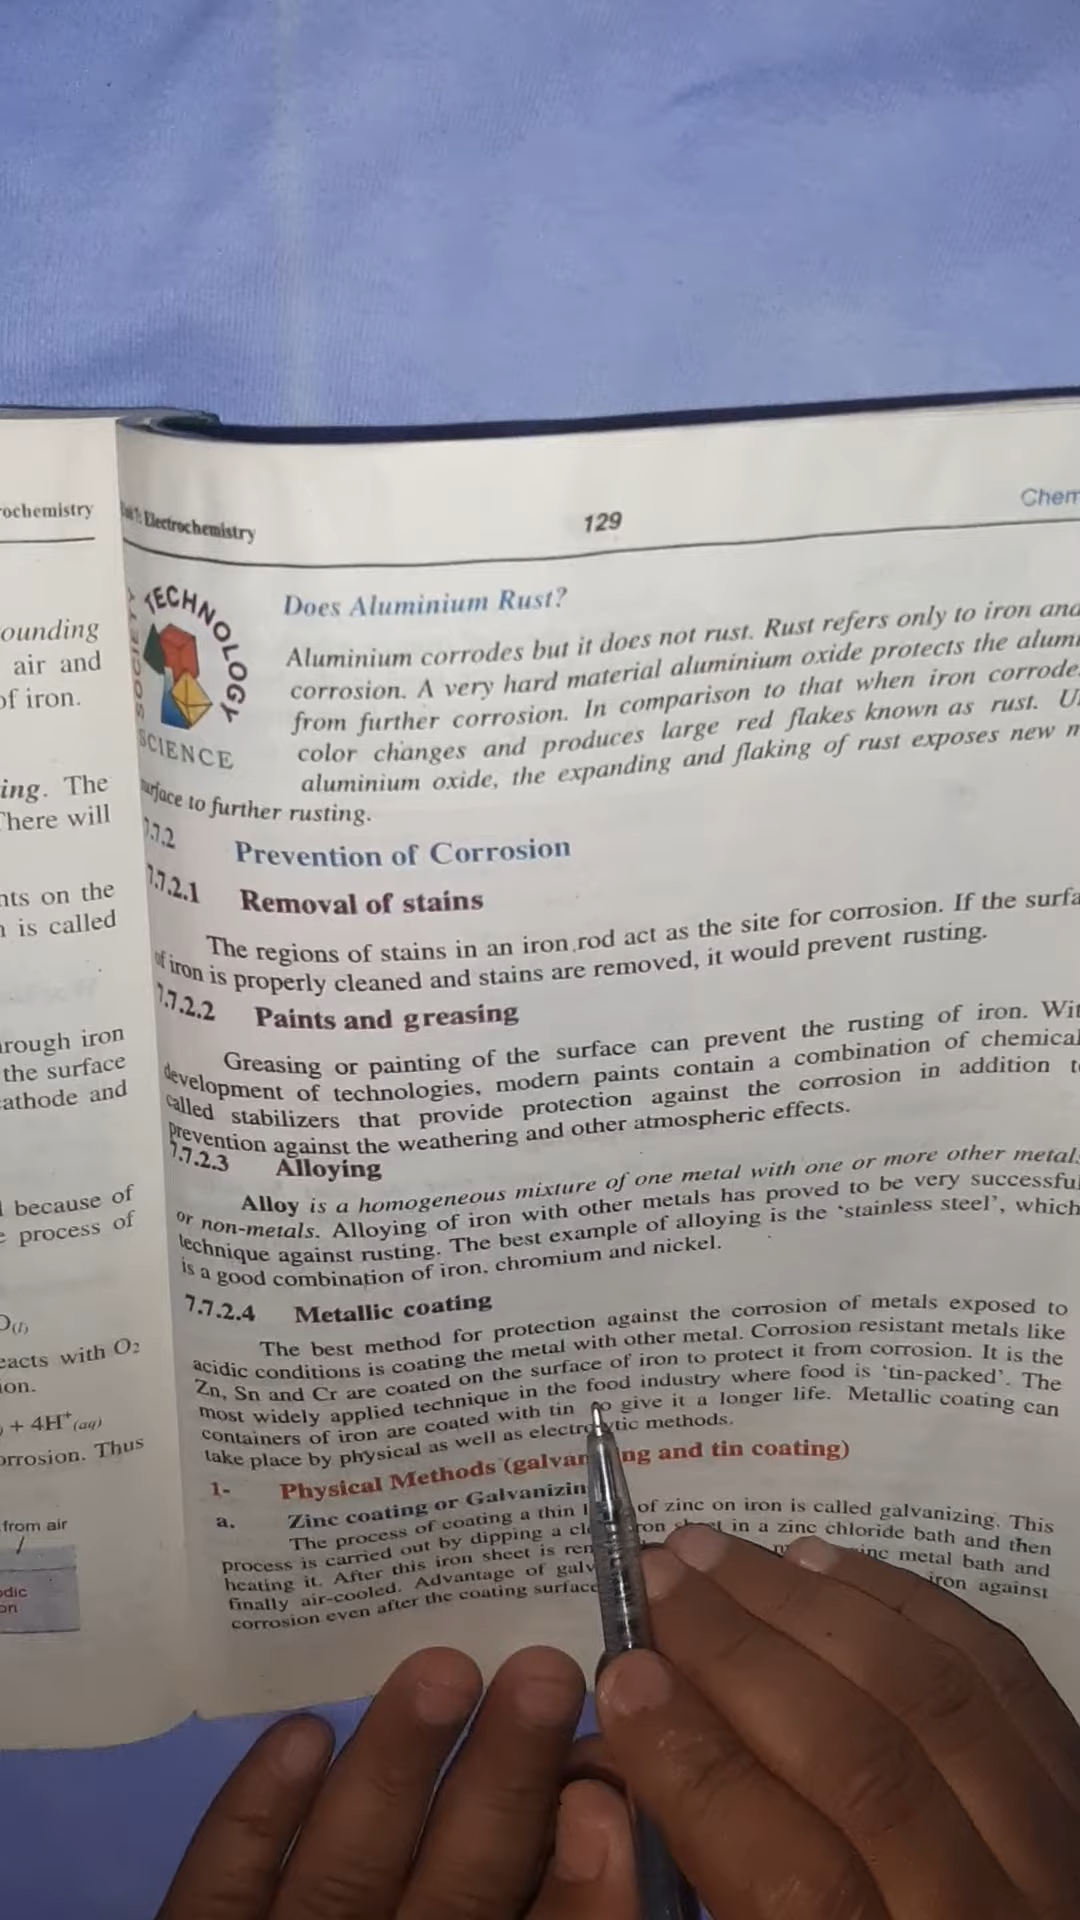 rochemistry
ounding
air and
of iron.
ing. The
There will
nts on the
is called
hrough iron
the surface
cathode and
because of
process of
O(l)
eacts with O2
ion.
+ 4H+(aq)
orrosion. Thus
from air
odic
on
Electrochemistry
129
Chem
SOCIETY
TECHNOLOGY
SCIENCE
Does Aluminium Rust?
Aluminium corrodes but it does not rust. Rust refers only to iron and
corrosion. A very hard material aluminium oxide protects the alumi
from further corrosion. In comparison to that when iron corrode
color changes and produces large red flakes known as rust. U
aluminium oxide, the expanding and flaking of rust exposes new m
surface to further rusting.
7.7.2 Prevention of Corrosion
7.7.2.1 Removal of stains
The regions of stains in an iron rod act as the site for corrosion. If the surfa
of iron is properly cleaned and stains are removed, it would prevent rusting.
7.7.2.2 Paints and greasing
Greasing or painting of the surface can prevent the rusting of iron. Wit
development of technologies, modern paints contain a combination of chemical
called stabilizers that provide protection against the corrosion in addition t
prevention against the weathering and other atmospheric effects.
7.7.2.3 Alloying
Alloy is a homogeneous mixture of one metal with one or more other metal
or non-metals. Alloying of iron with other metals has proved to be very successful
technique against rusting. The best example of alloying is the 'stainless steel', which
is a good combination of iron, chromium and nickel.
7.7.2.4 Metallic coating
The best method for protection against the corrosion of metals exposed to
acidic conditions is coating the metal with other metal. Corrosion resistant metals like
Zn, Sn and Cr are coated on the surface of iron to protect it from corrosion. It is the
most widely applied technique in the food industry where food is 'tin-packed'. The
containers of iron are coated with tin to give it a longer life. Metallic coating can
take place by physical as well as electrolytic methods.
1- Physical Methods (galvanizing and tin coating)
a. Zinc coating or Galvanizin
The process of coating a thin l of zinc on iron is called galvanizing. This
process is carried out by dipping a cl iron sheet in a zinc chloride bath and then
heating it. After this iron sheet is ren zinc metal bath and
finally air-cooled. Advantage of galv iron against
corrosion even after the coating surface